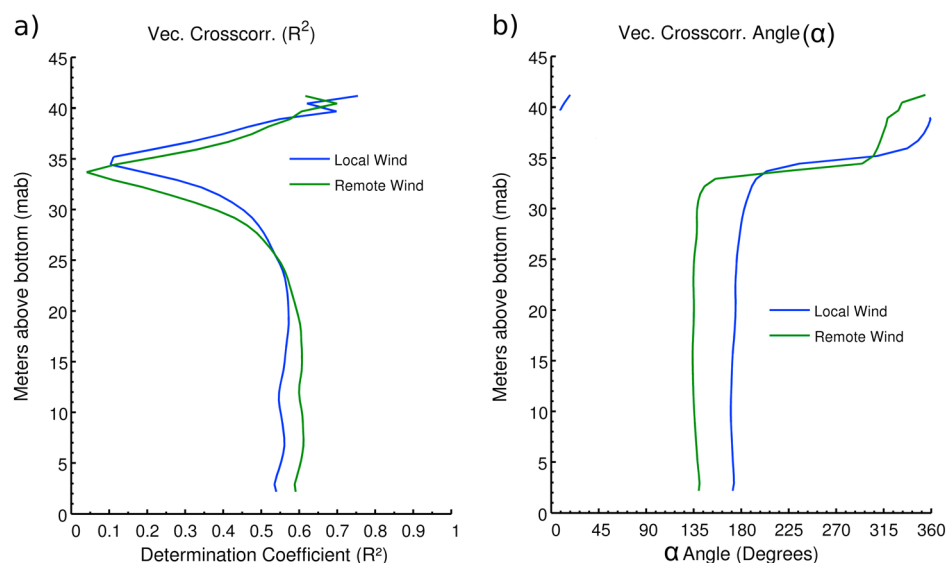 a)
Vec. Crosscorr. (R²)
45
40
35
30
25
20
15
10
5
0
Meters above bottom (mab)
Local Wind
Remote Wind
0 0.1 0.2 0.3 0.4 0.5 0.6 0.7 0.8 0.9 1
Determination Coefficient (R²)
b)
Vec. Crosscorr. Angle(α)
45
40
35
30
25
20
15
10
5
0
Meters above bottom (mab)
Local Wind
Remote Wind
0 45 90 135 180 225 270 315 360
α Angle (Degrees)